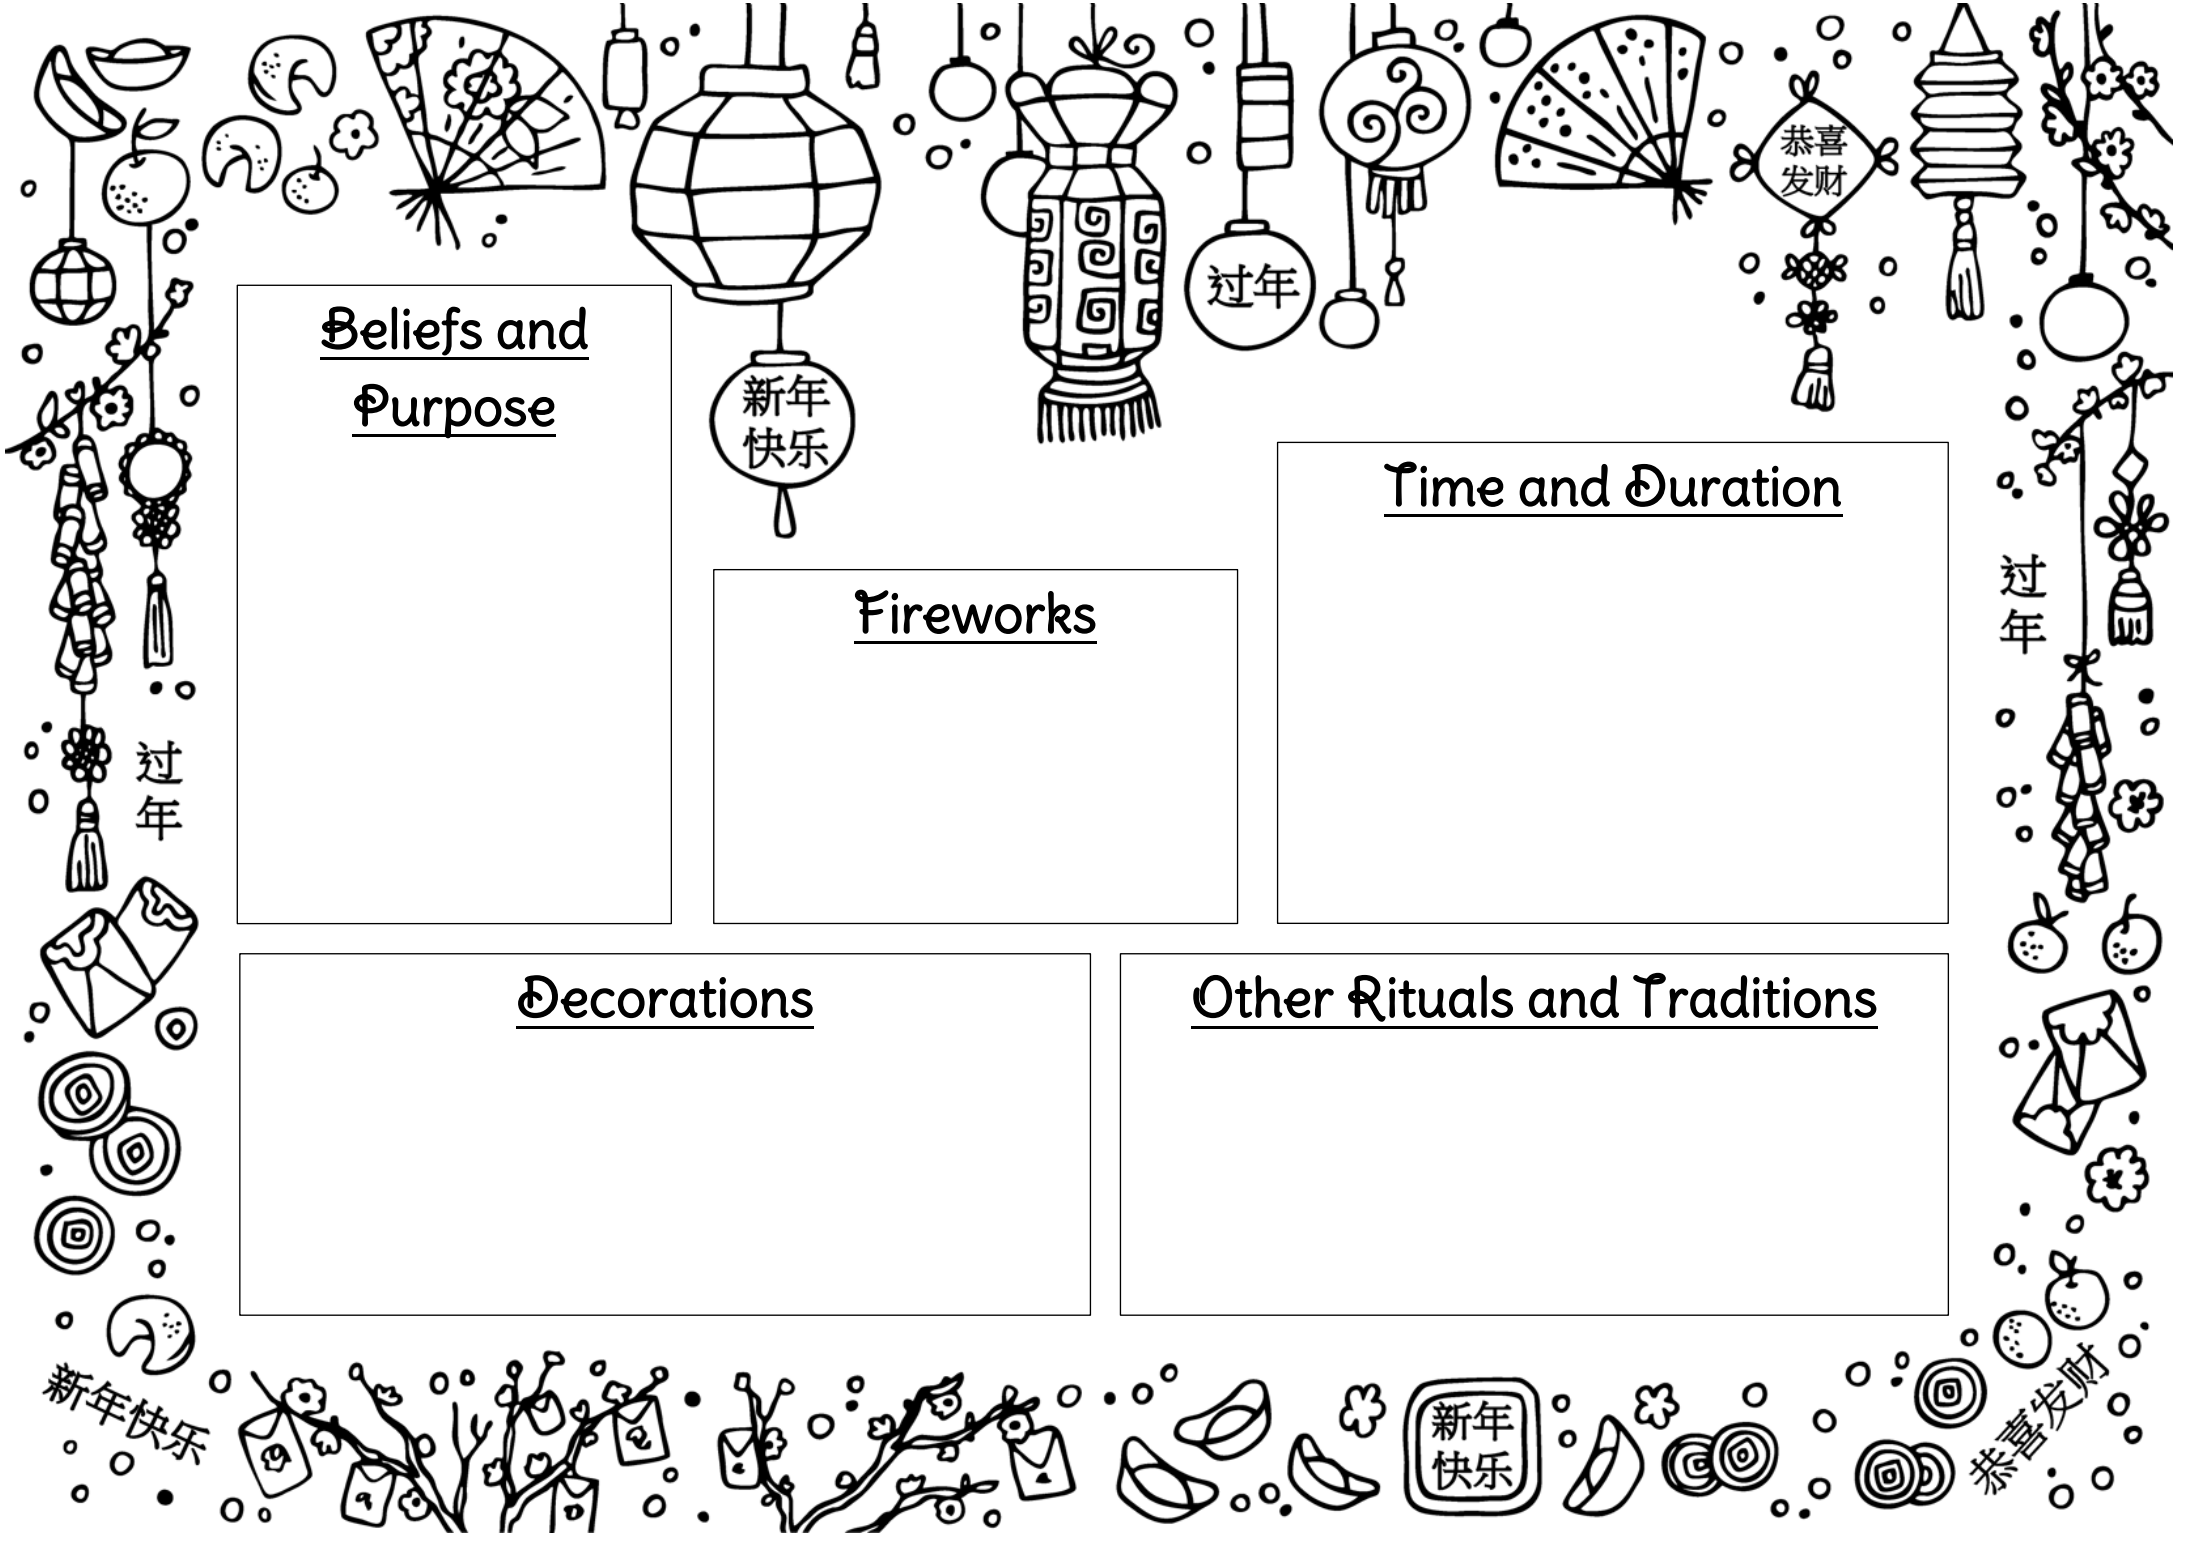 恭喜
发财
过年
Beliefs and
Purpose
新年
快乐
Time and Duration
Fireworks
过
年
过
年
Decorations
Other Rituals and Traditions
新年快乐
新年
快乐
恭喜发财